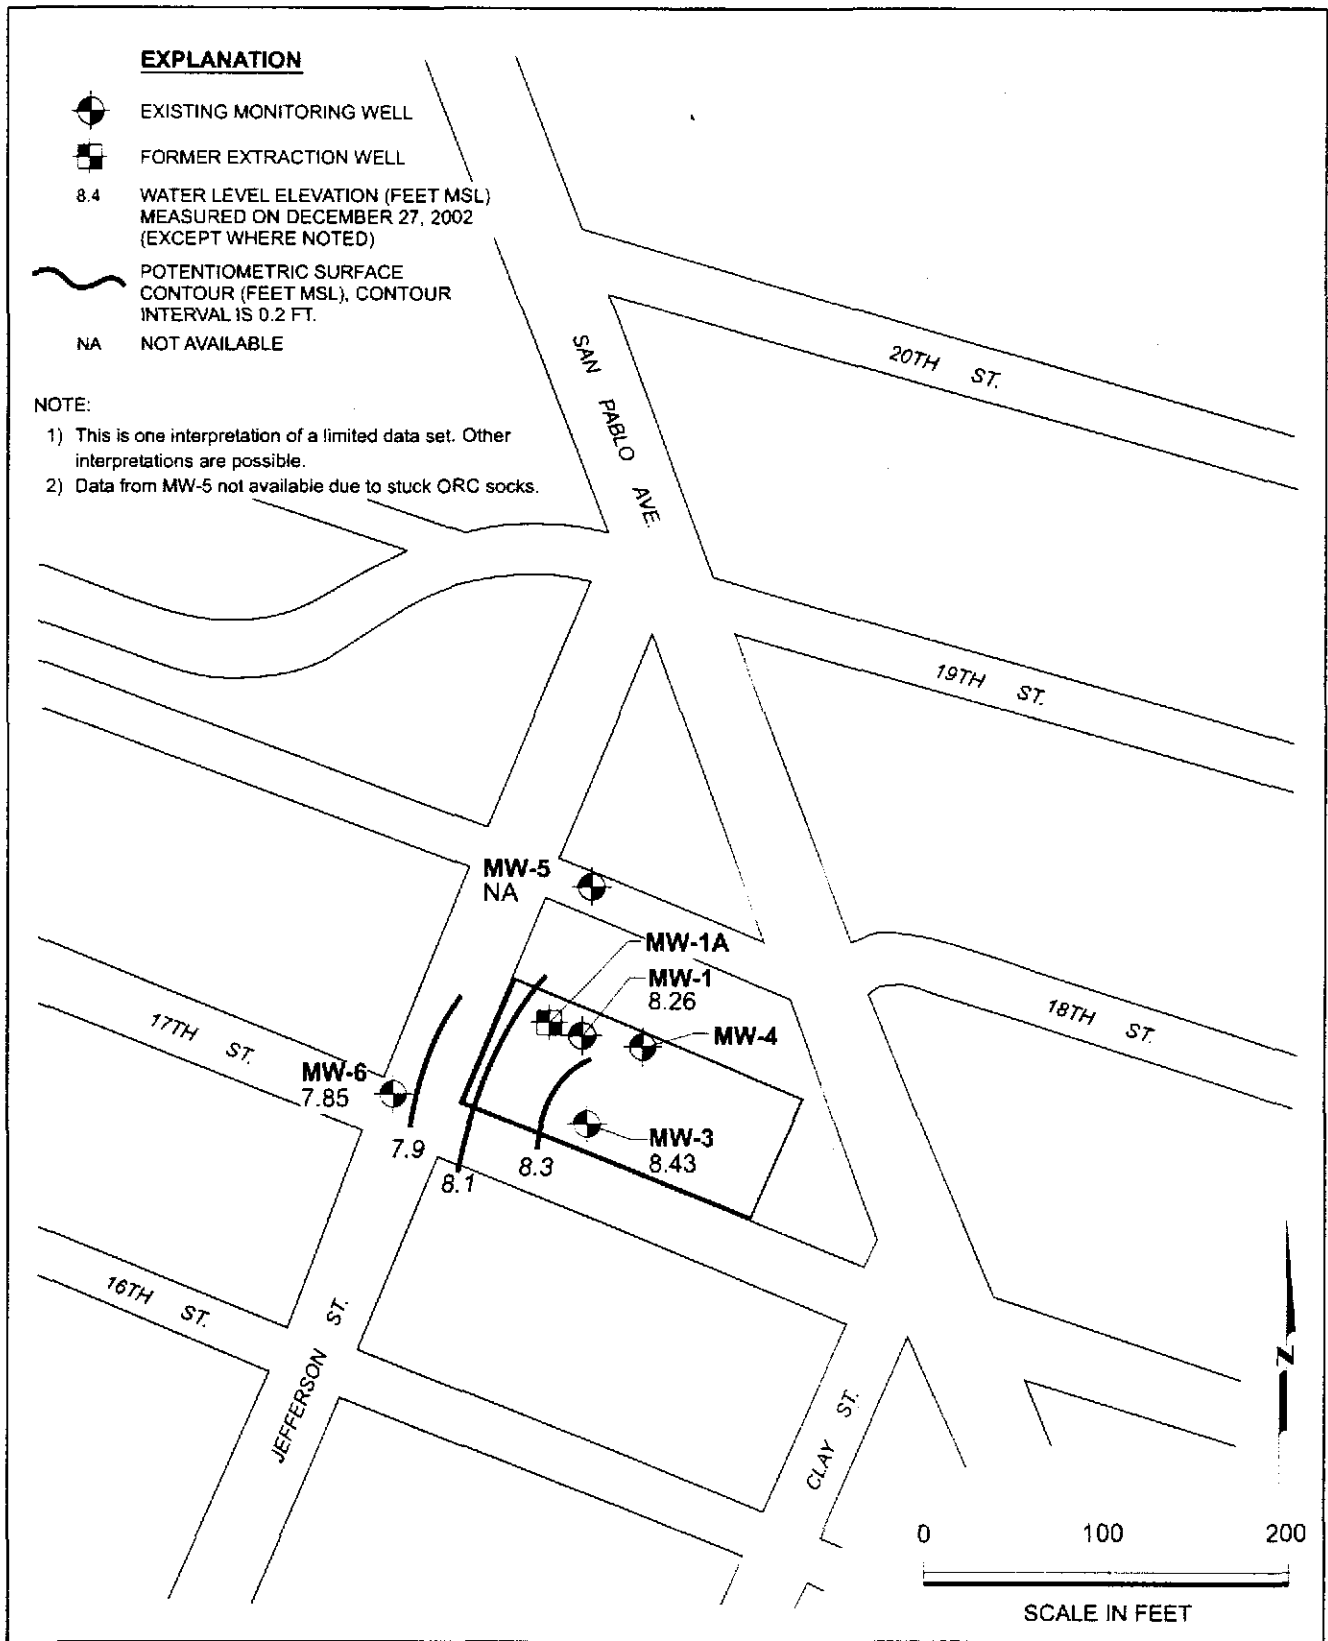 EXPLANATION
EXISTING MONITORING WELL
FORMER EXTRACTION WELL
8.4 WATER LEVEL ELEVATION (FEET MSL)
MEASURED ON DECEMBER 27, 2002
(EXCEPT WHERE NOTED)
POTENTIOMETRIC SURFACE
CONTOUR (FEET MSL), CONTOUR
INTERVAL IS 0.2 FT.
NA NOT AVAILABLE
NOTE:
1) This is one interpretation of a limited data set. Other
interpretations are possible.
2) Data from MW-5 not available due to stuck ORC socks.
SAN PABLO AVE.
20TH ST.
19TH ST.
MW-5
NA
MW-1A
MW-1
8.26
MW-4
18TH ST.
17TH ST.
MW-6
7.85
MW-3
8.43
7.9
8.1
8.3
16TH ST.
JEFFERSON ST.
CLAY ST.
Z
0 100 200
SCALE IN FEET